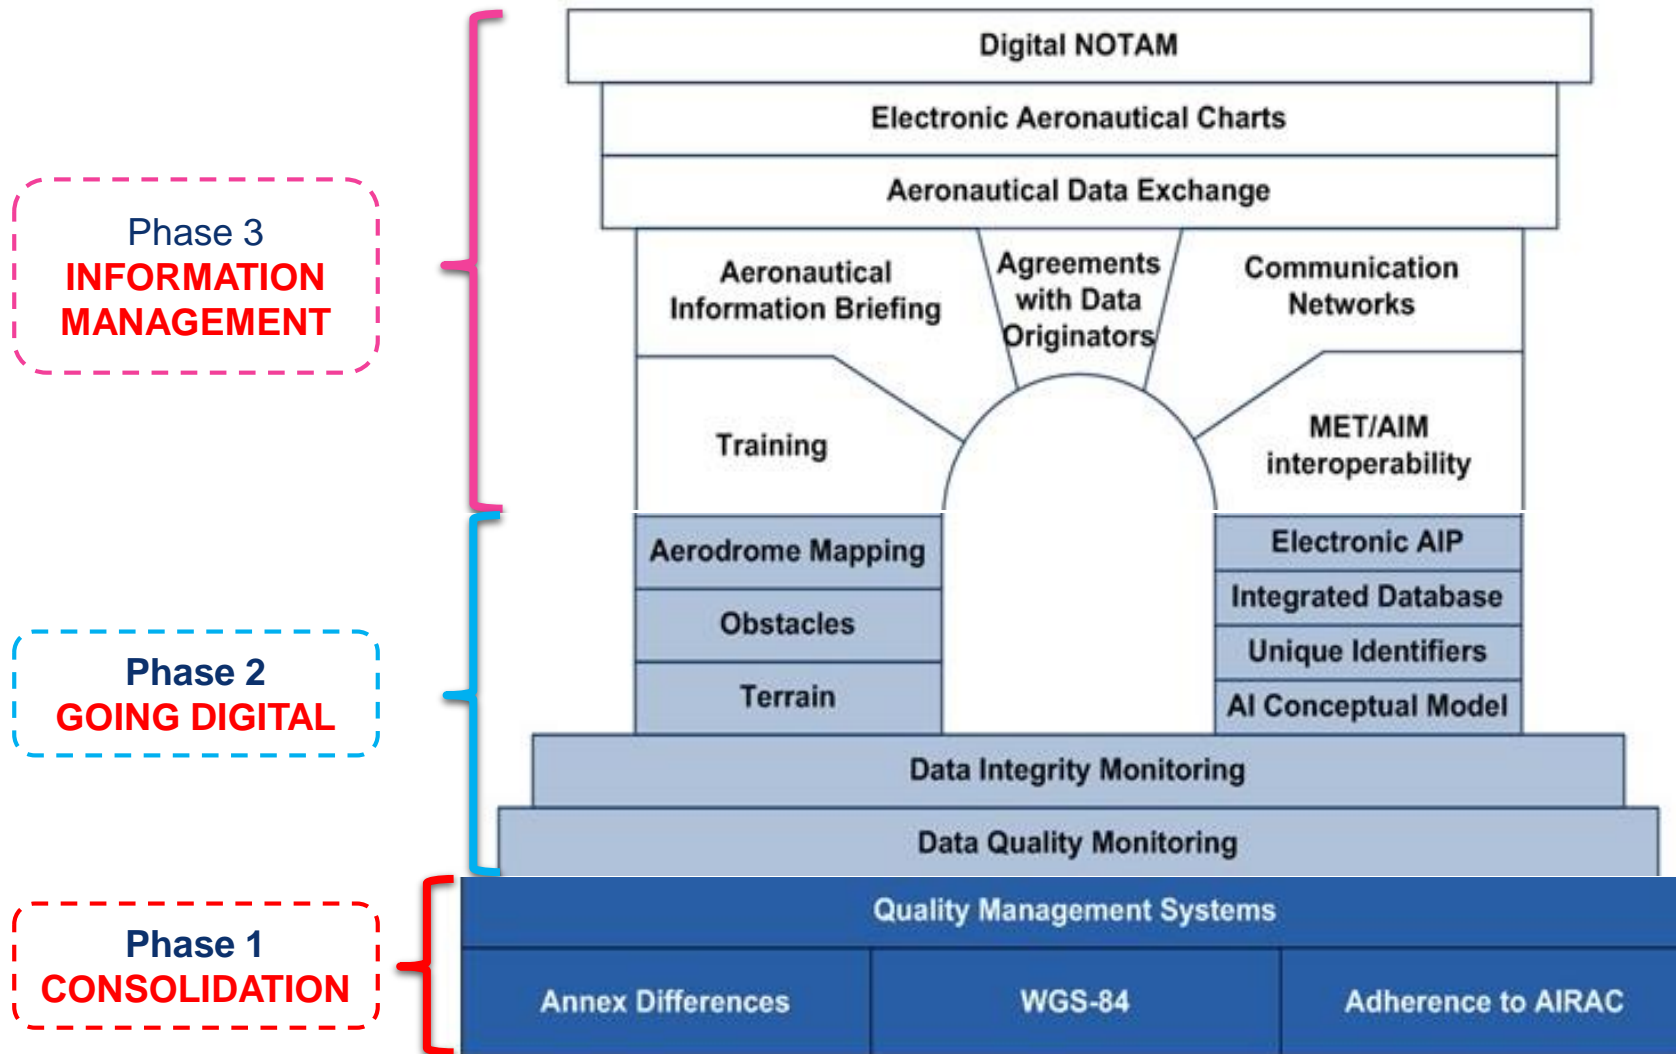 Digital NOTAM
Electronic Aeronautical Charts
Aeronautical Data Exchange
Phase 3
INFORMATION
MANAGEMENT
Aeronautical
Information Briefing
Agreements
with Data
Originators
Communication
Networks
Training
MET/AIM
interoperability
Phase 2
GOING DIGITAL
Aerodrome Mapping
Obstacles
Terrain
Electronic AIP
Integrated Database
Unique Identifiers
AI Conceptual Model
Data Integrity Monitoring
Data Quality Monitoring
Phase 1
CONSOLIDATION
Quality Management Systems
Annex Differences
WGS-84
Adherence to AIRAC